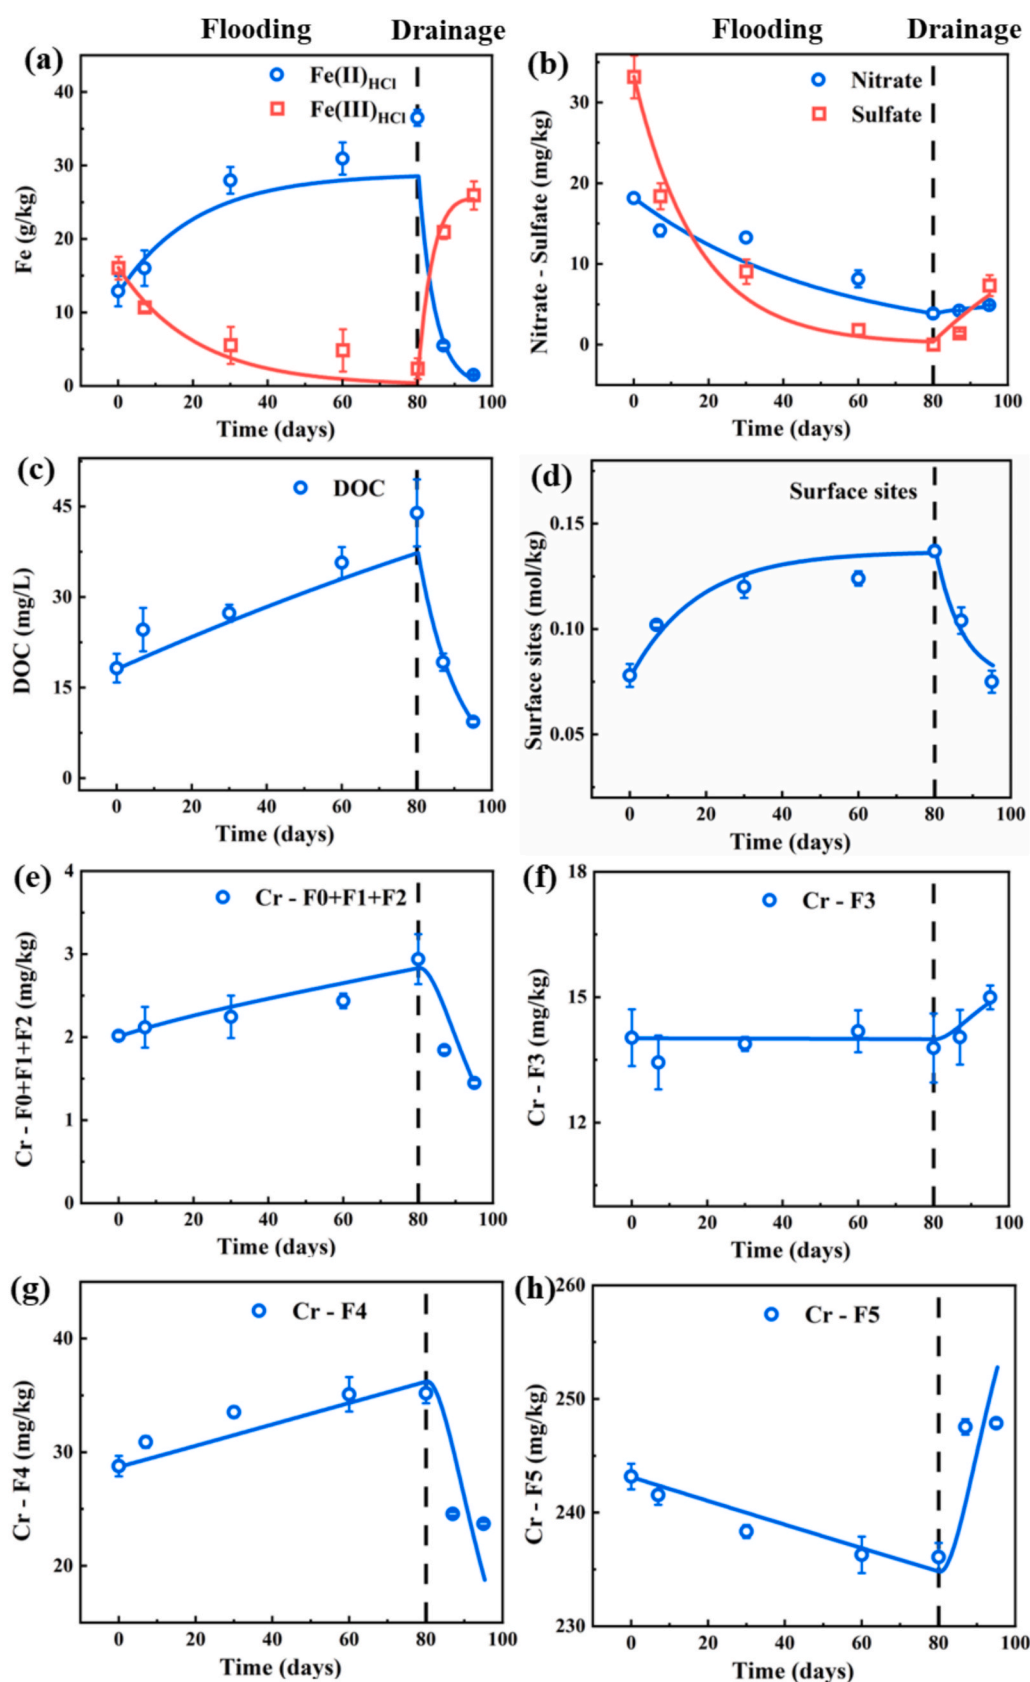 Flooding Drainage Flooding Drainage
(a)
Fe(II)HCl
Fe(III)HCl
Fe (g/kg)
45
30
20
10
0
0 20 40 60 80 100
Time (days)
(b)
Nitrate
Sulfate
Nitrate - Sulfate (mg/kg)
30
20
10
0
0 20 40 60 80 100
Time (days)
(c)
DOC
DOC (mg/L)
45
30
15
0
0 20 40 60 80 100
Time (days)
(d)
Surface sites
Surface sites (mol/kg)
0.15
0.10
0.05
0 20 40 60 80 100
Time (days)
(e)
Cr - F0+F1+F2
Cr - F0+F1+F2 (mg/kg)
4
3
2
1
0
0 20 40 60 80 100
Time (days)
(f)
Cr - F3
Cr - F3 (mg/kg)
18
15
12
0 20 40 60 80 100
Time (days)
(g)
Cr - F4
Cr - F4 (mg/kg)
40
30
20
0 20 40 60 80 100
Time (days)
(h)
Cr - F5
Cr - F5 (mg/kg)
260
250
240
230
0 20 40 60 80 100
Time (days)